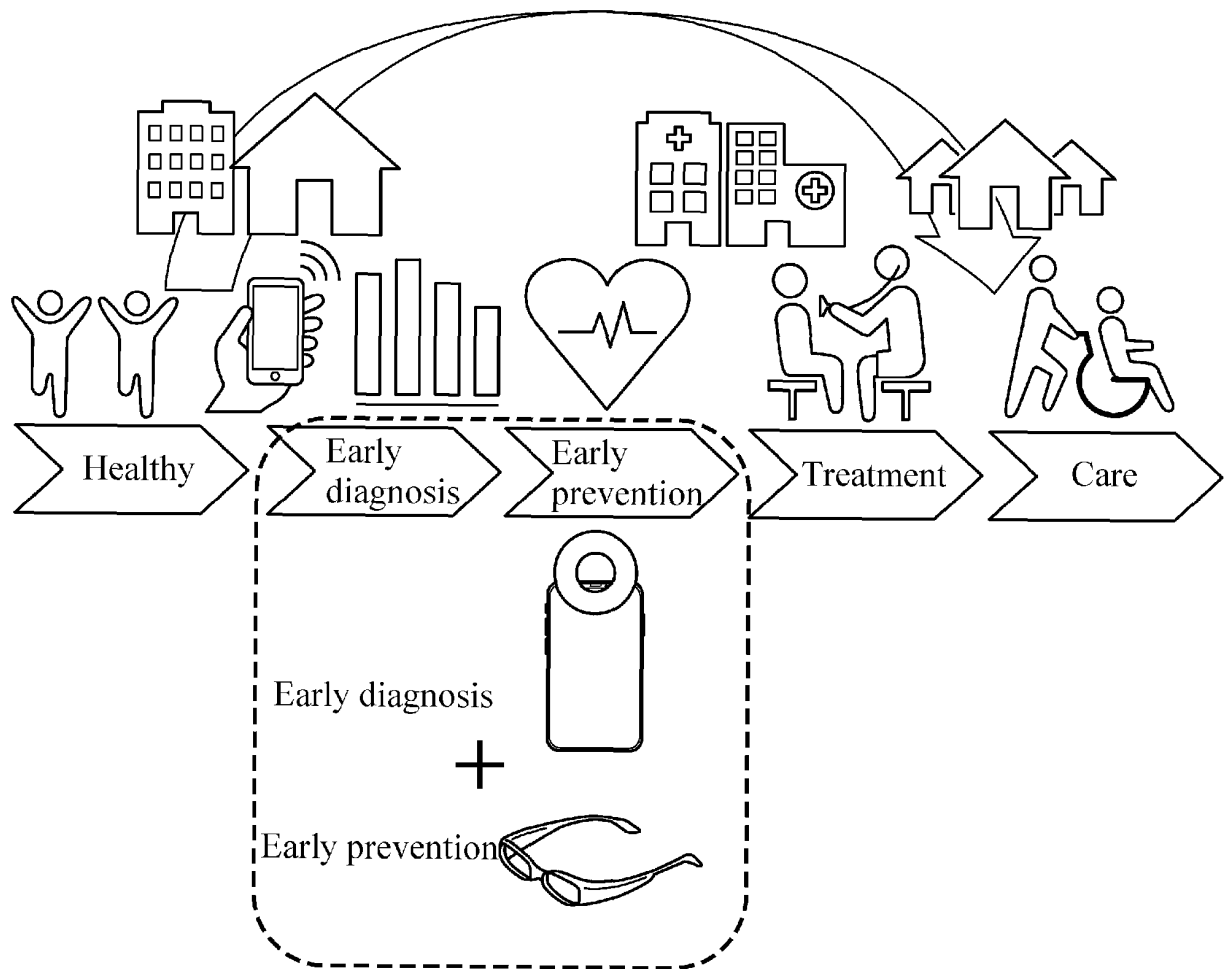 Healthy
Early
diagnosis
Early
prevention
Treatment
Care
Early diagnosis
+
Early prevention